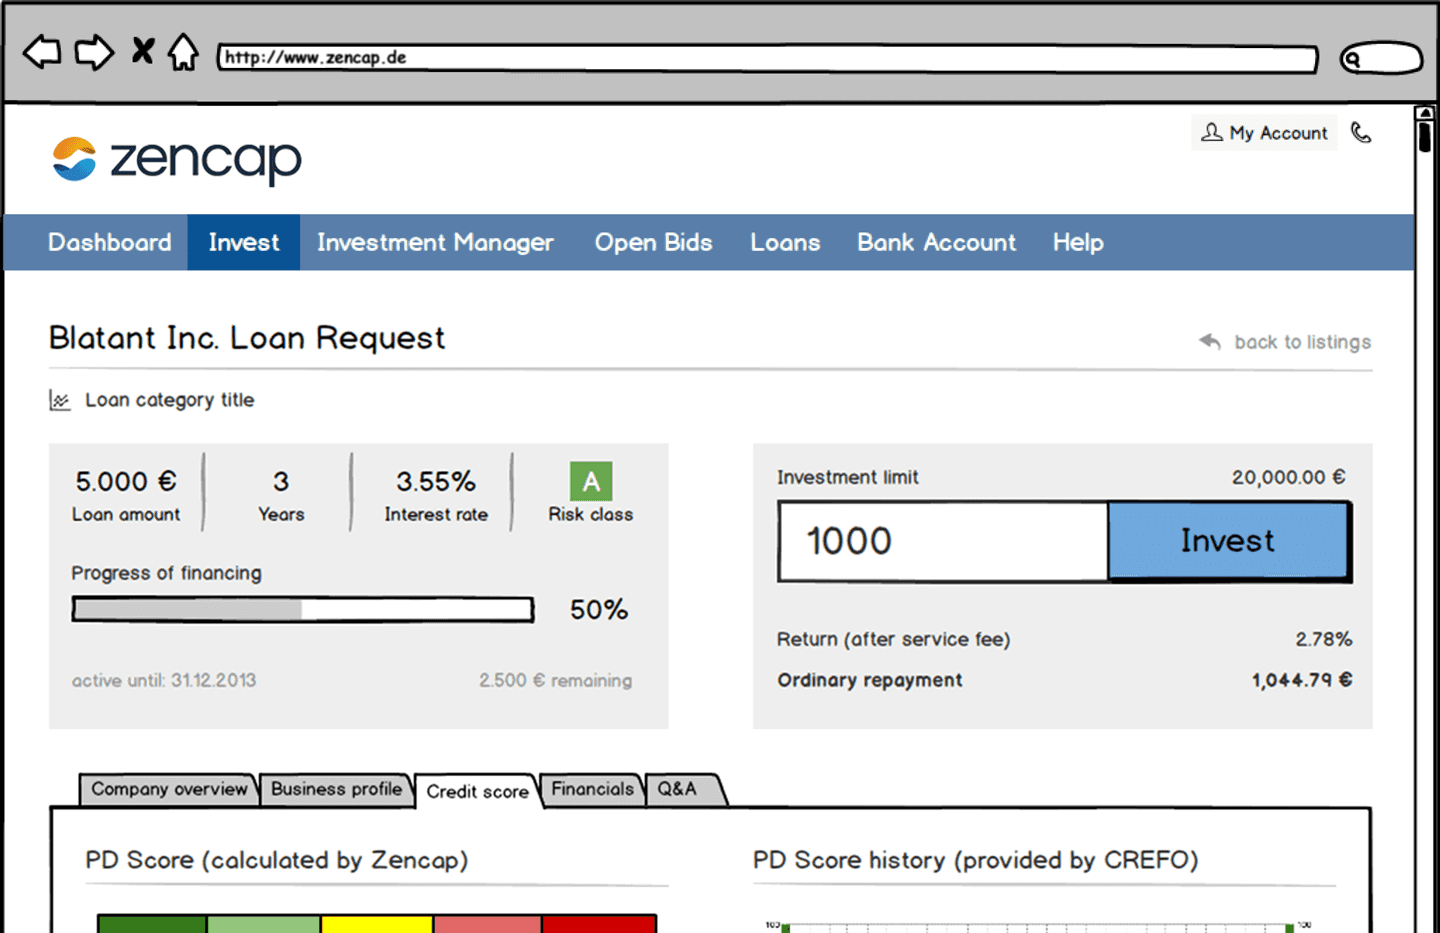 http://www.zencap.de
My Account
zencap
Dashboard Invest Investment Manager Open Bids Loans Bank Account Help
Blatant Inc. Loan Request
back to listings
Loan category title
5.000 € 3 3.55% A
Loan amount Years Interest rate Risk class
Progress of financing
50%
active until: 31.12.2013 2.500 € remaining
Investment limit 20,000.00 €
1000 Invest
Return (after service fee) 2.78%
Ordinary repayment 1,044.79 €
Company overview Business profile Credit score Financials Q&A
PD Score (calculated by Zencap)
PD Score history (provided by CREFO)
100 100